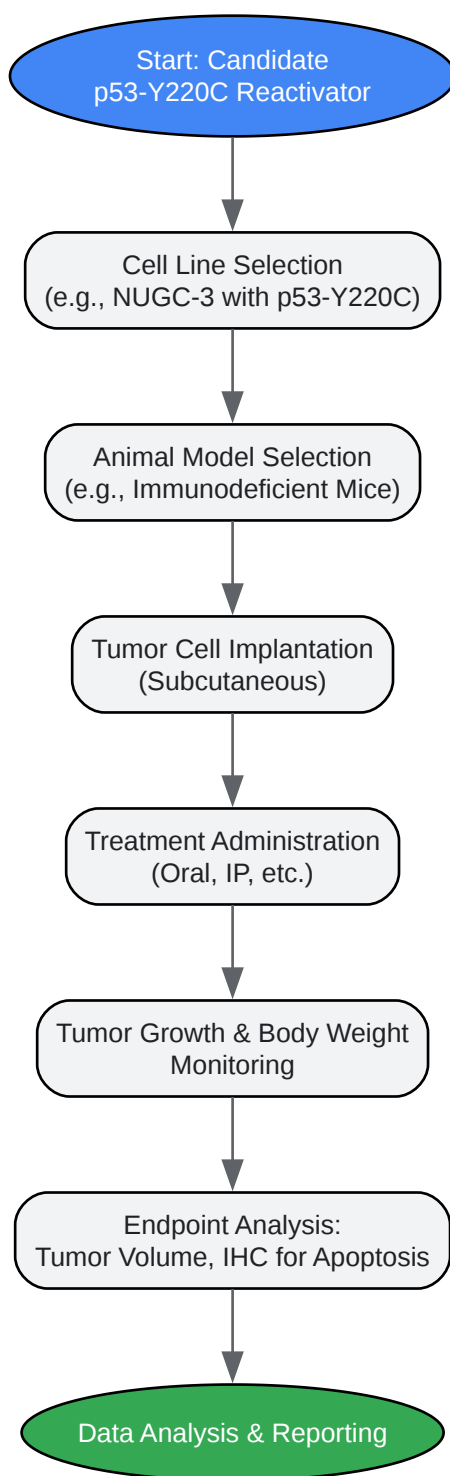 Start: Candidate
p53-Y220C Reactivator
Cell Line Selection
(e.g., NUGC-3 with p53-Y220C)
Animal Model Selection
(e.g., Immunodeficient Mice)
Tumor Cell Implantation
(Subcutaneous)
Treatment Administration
(Oral, IP, etc.)
Tumor Growth & Body Weight
Monitoring
Endpoint Analysis:
Tumor Volume, IHC for Apoptosis
Data Analysis & Reporting